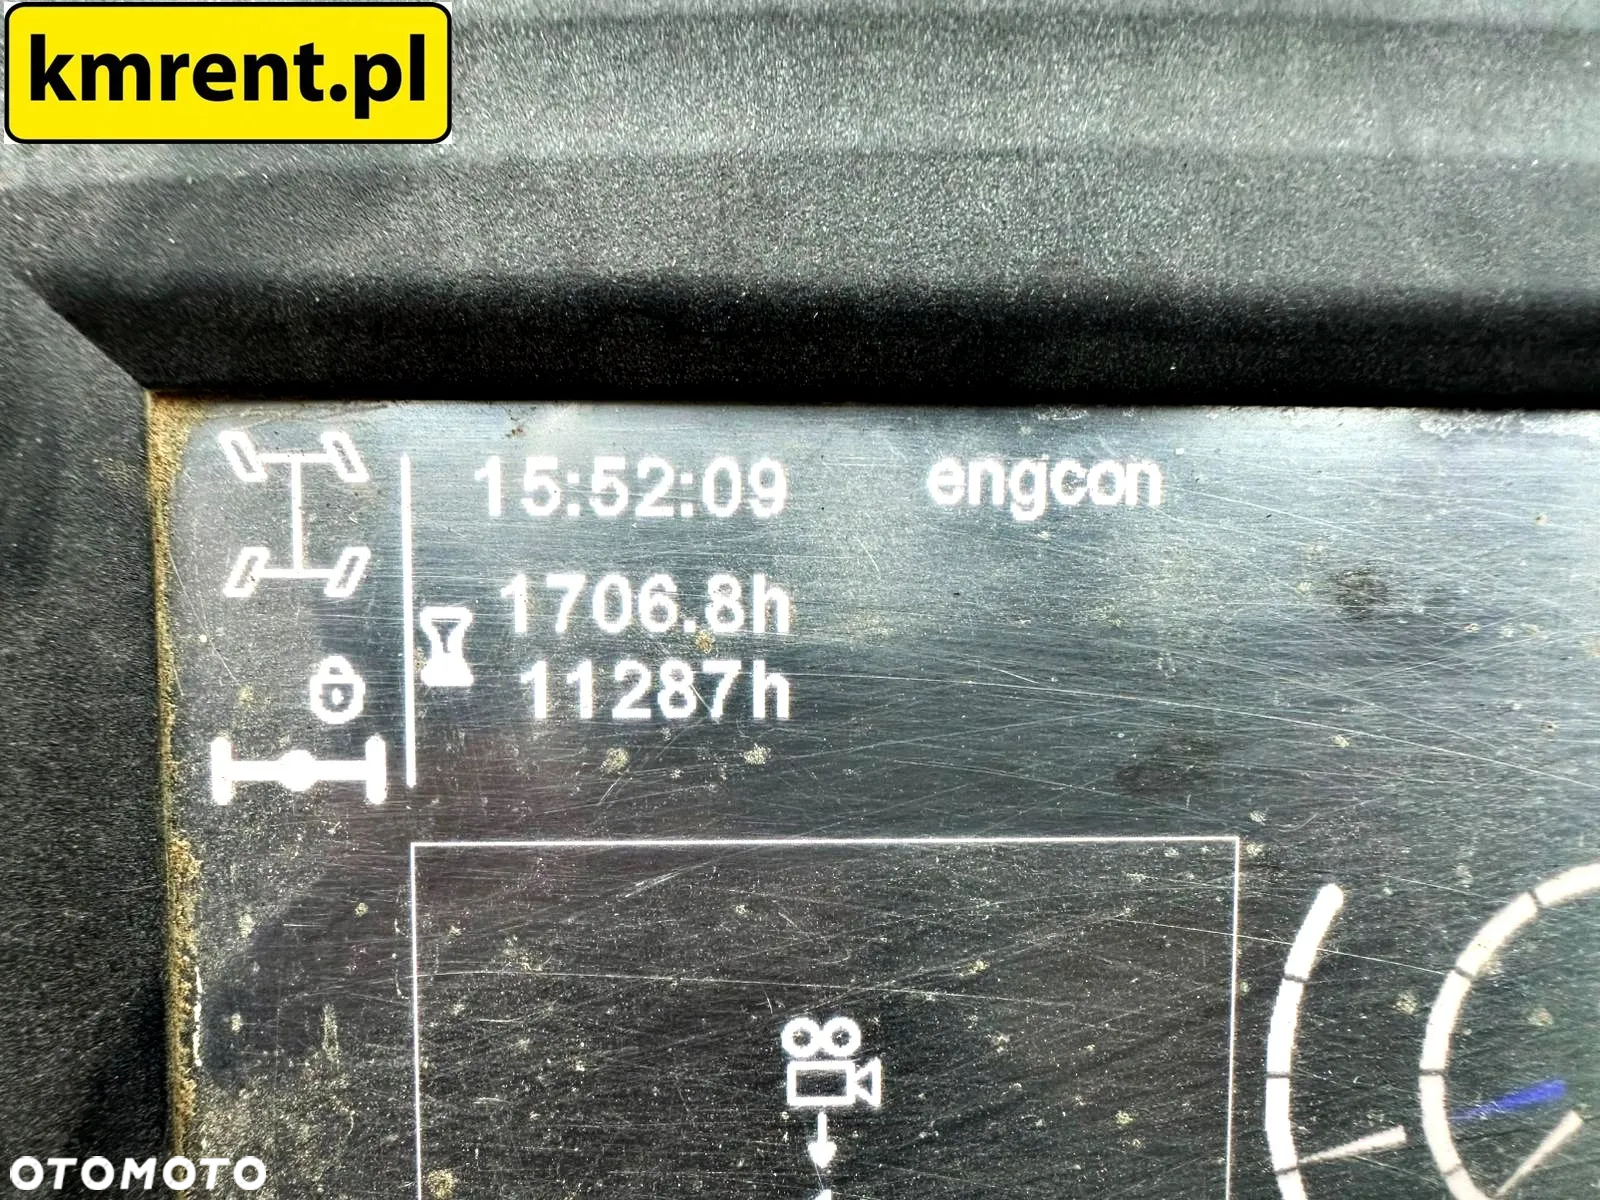 kmrent.pl
15:52:09 engcon
1706.8h
11287h
OTOMOTO